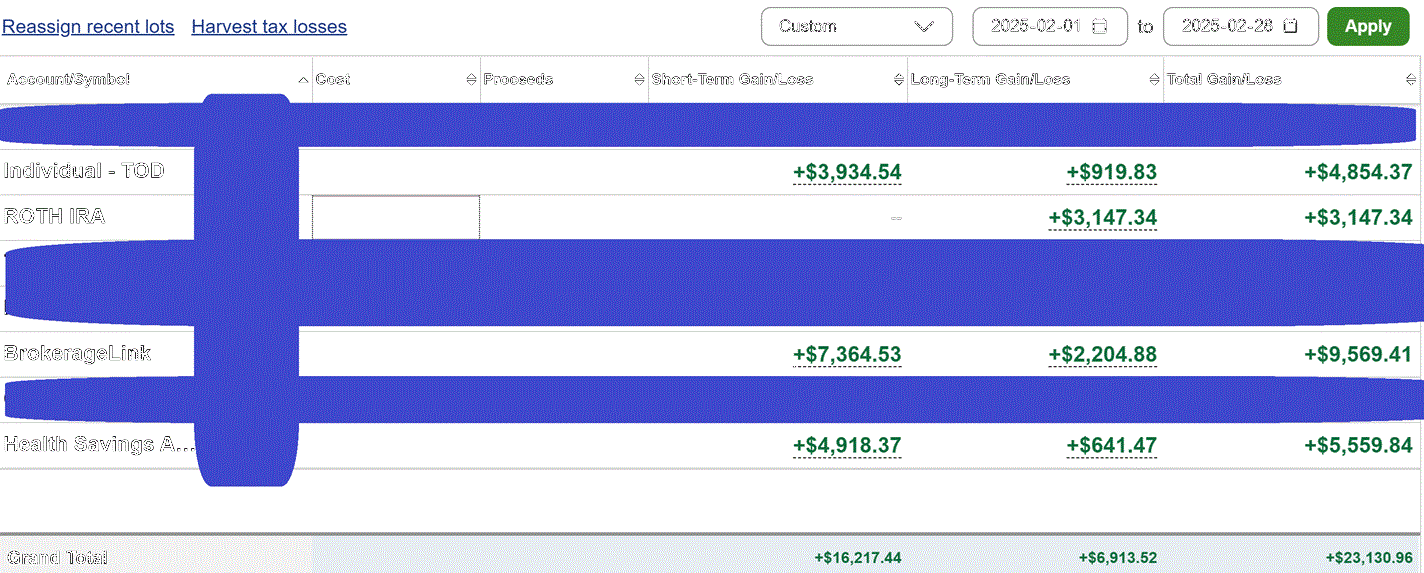 Reassign recent lots Harvest tax losses Custom 2025-02-01 to 2025-02-28 Apply
Account/Symbol Cost Proceeds Short-Term Gain/Loss Long-Term Gain/Loss Total Gain/Loss
Individual - TOD +$3,934.54 +$919.83 +$4,854.37
ROTH IRA -- +$3,147.34 +$3,147.34
BrokerageLink +$7,364.53 +$2,204.88 +$9,569.41
Health Savings A... +$4,918.37 +$641.47 +$5,559.84
Grand Total +$16,217.44 +$6,913.52 +$23,130.96